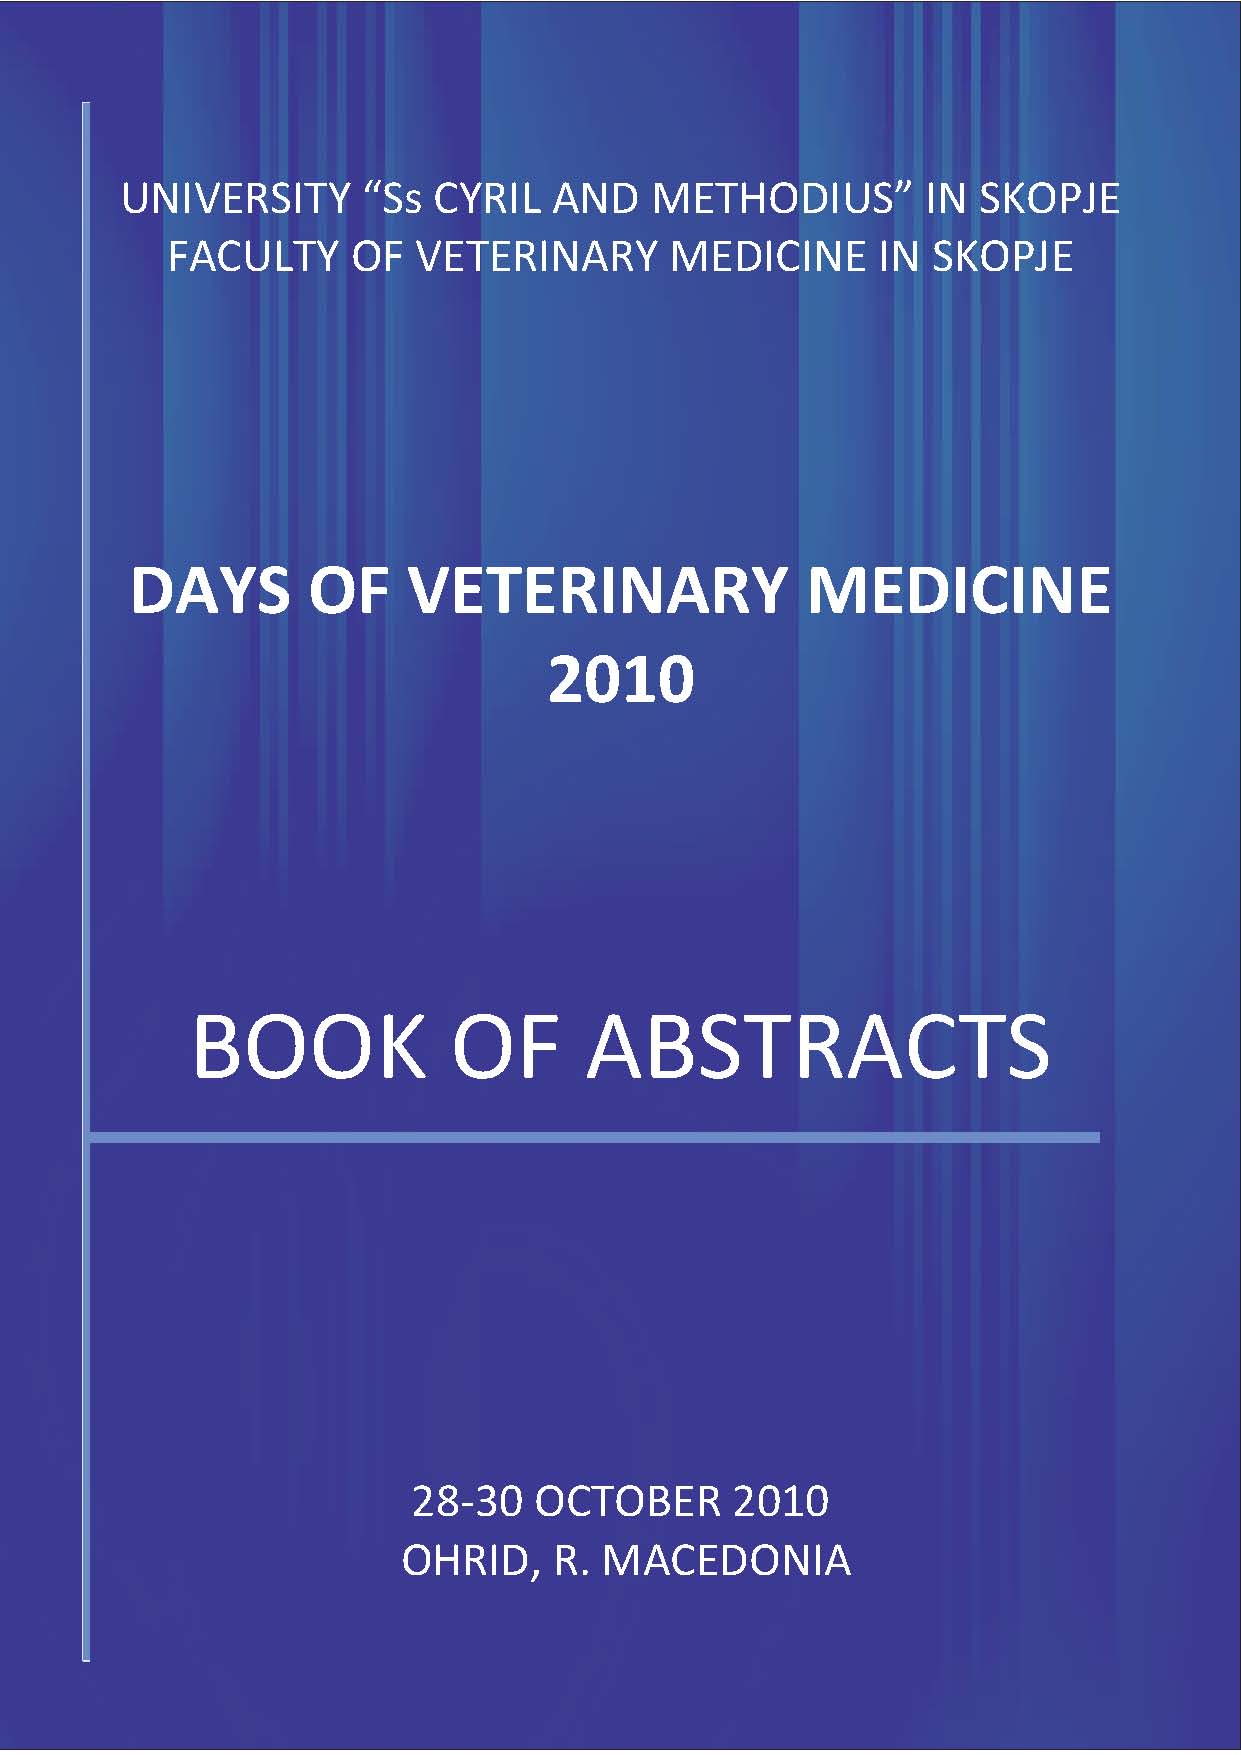 UNIVERSITY “Ss CYRIL AND METHODIUS” IN SKOPJE
FACULTY OF VETERINARY MEDICINE IN SKOPJE
DAYS OF VETERINARY MEDICINE
2010
BOOK OF ABSTRACTS
28-30 OCTOBER 2010
OHRID, R. MACEDONIA